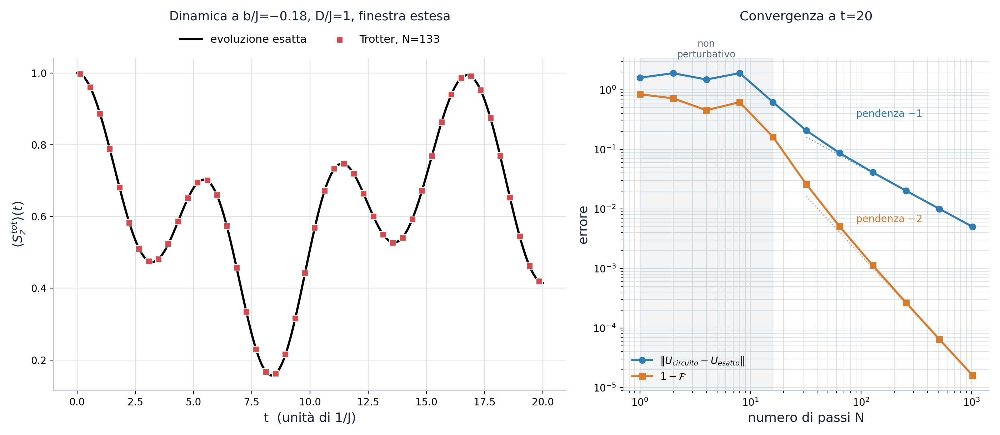 Dinamica a b/J=−0.18, D/J=1, finestra estesa
evoluzione esatta
Trotter, N=133
1.0
0.8
0.6
0.4
0.2
⟨S_z^{tot}⟩(t)
0.0
2.5
5.0
7.5
10.0
12.5
15.0
17.5
20.0
t (unità di 1/J)
Convergenza a t=20
non
perturbativo
10^0
10^{-1}
10^{-2}
10^{-3}
10^{-4}
10^{-5}
errore
pendenza −1
pendenza −2
‖U_{circuito} − U_{esatto}‖
1 − ℱ
10^0
10^1
10^2
10^3
numero di passi N